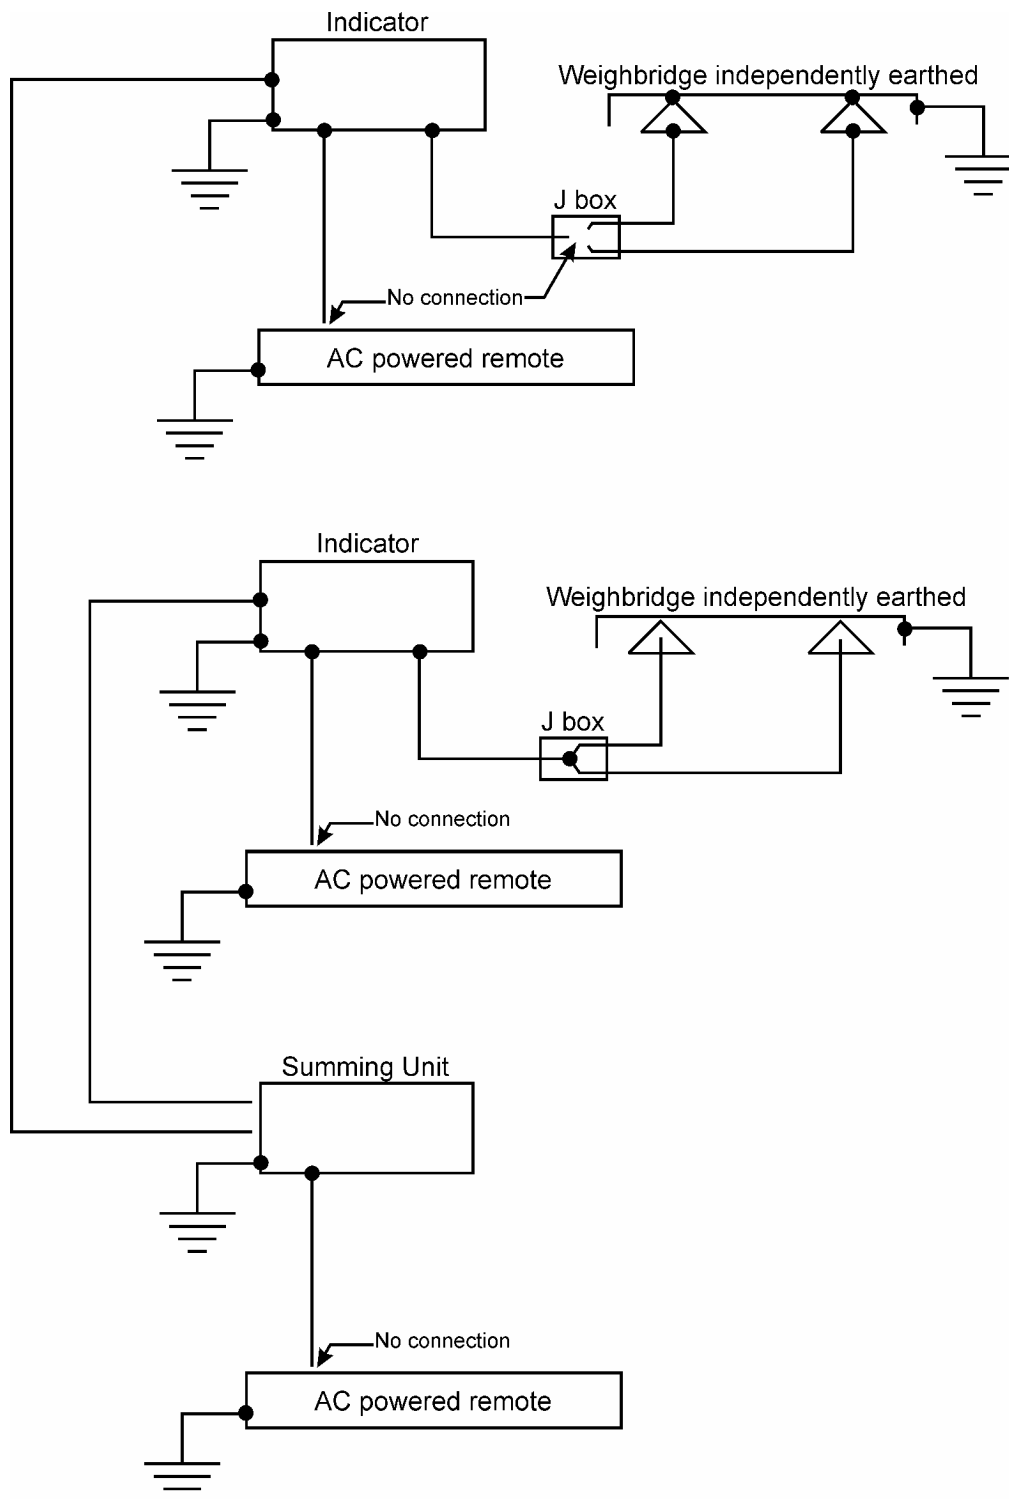 Indicator
Weighbridge independently earthed
J box
No connection
AC powered remote
Indicator
Weighbridge independently earthed
J box
No connection
AC powered remote
Summing Unit
No connection
AC powered remote